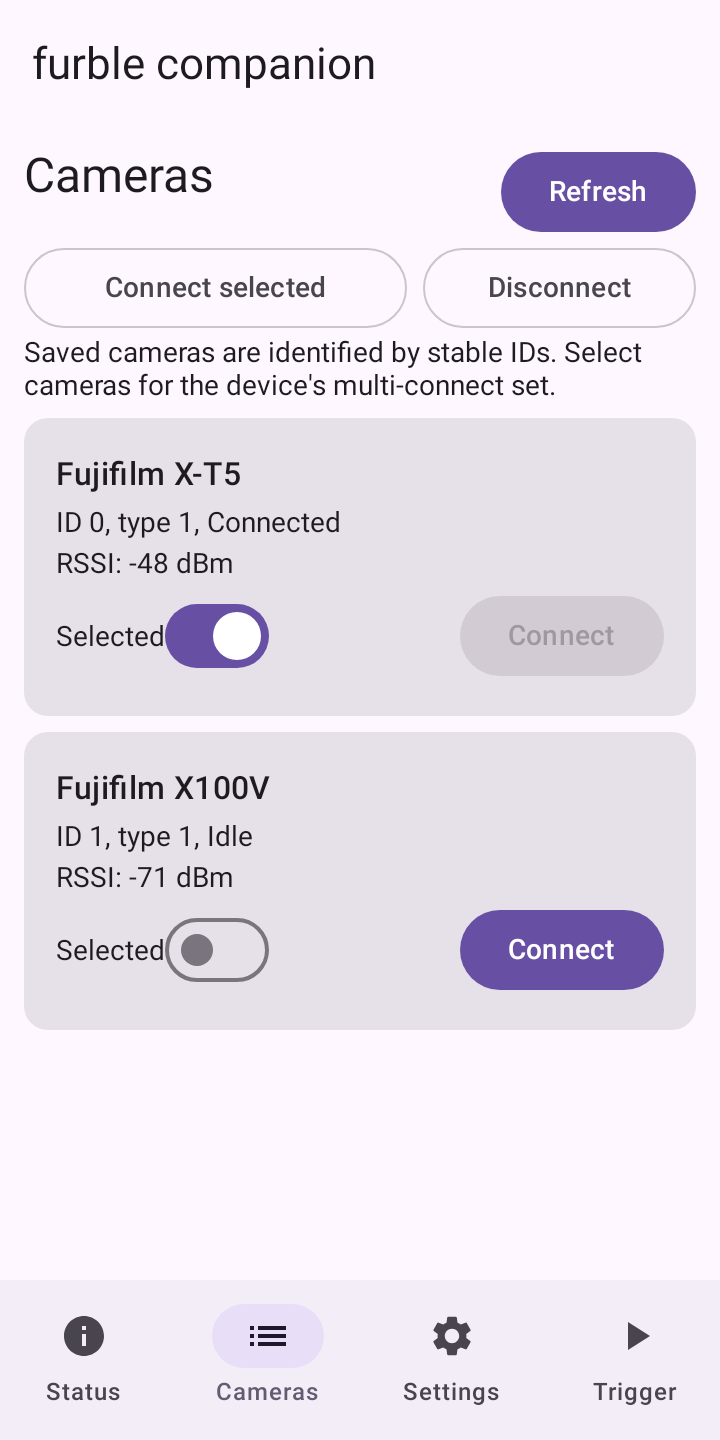 furble companion
Cameras
Refresh
Connect selected
Disconnect
Saved cameras are identified by stable IDs. Select
cameras for the device's multi-connect set.
Fujifilm X-T5
ID 0, type 1, Connected
RSSI: -48 dBm
Selected
Connect
Fujifilm X100V
ID 1, type 1, Idle
RSSI: -71 dBm
Selected
Connect
Status
Cameras
Settings
Trigger